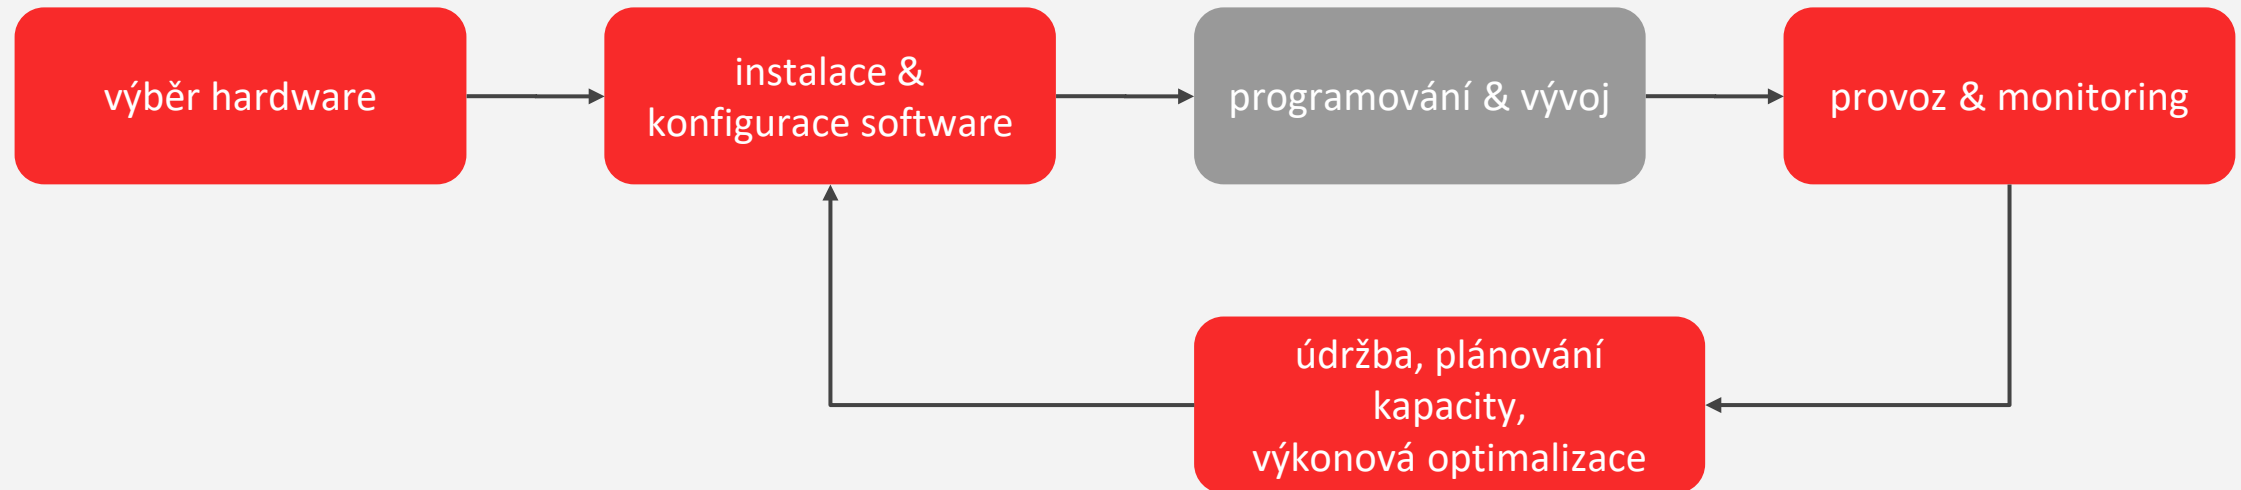 výběr hardware
instalace &
konfigurace software
programování & vývoj
provoz & monitoring
údržba, plánování
kapacity,
výkonová optimalizace